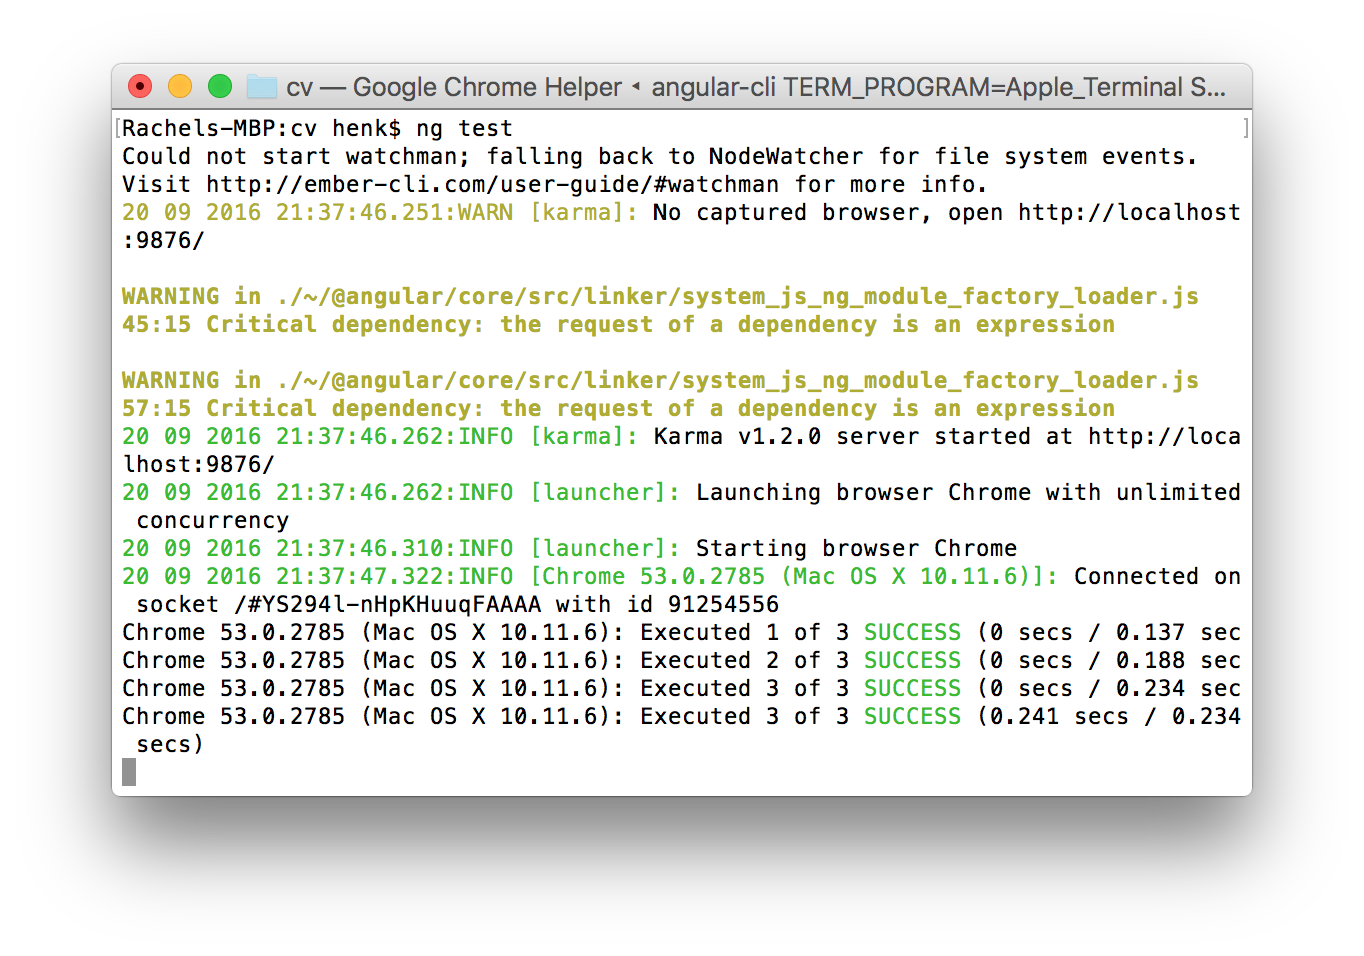 cv — Google Chrome Helper ◂ angular-cli TERM_PROGRAM=Apple_Terminal S...
[Rachels-MBP:cv henk$ ng test ]
Could not start watchman; falling back to NodeWatcher for file system events.
Visit http://ember-cli.com/user-guide/#watchman for more info.
20 09 2016 21:37:46.251:WARN [karma]: No captured browser, open http://localhost
:9876/
WARNING in ./~/@angular/core/src/linker/system_js_ng_module_factory_loader.js
45:15 Critical dependency: the request of a dependency is an expression
WARNING in ./~/@angular/core/src/linker/system_js_ng_module_factory_loader.js
57:15 Critical dependency: the request of a dependency is an expression
20 09 2016 21:37:46.262:INFO [karma]: Karma v1.2.0 server started at http://loca
lhost:9876/
20 09 2016 21:37:46.262:INFO [launcher]: Launching browser Chrome with unlimited
 concurrency
20 09 2016 21:37:46.310:INFO [launcher]: Starting browser Chrome
20 09 2016 21:37:47.322:INFO [Chrome 53.0.2785 (Mac OS X 10.11.6)]: Connected on
 socket /#YS294l-nHpKHuuqFAAAA with id 91254556
Chrome 53.0.2785 (Mac OS X 10.11.6): Executed 1 of 3 SUCCESS (0 secs / 0.137 sec
Chrome 53.0.2785 (Mac OS X 10.11.6): Executed 2 of 3 SUCCESS (0 secs / 0.188 sec
Chrome 53.0.2785 (Mac OS X 10.11.6): Executed 3 of 3 SUCCESS (0 secs / 0.234 sec
Chrome 53.0.2785 (Mac OS X 10.11.6): Executed 3 of 3 SUCCESS (0.241 secs / 0.234
 secs)